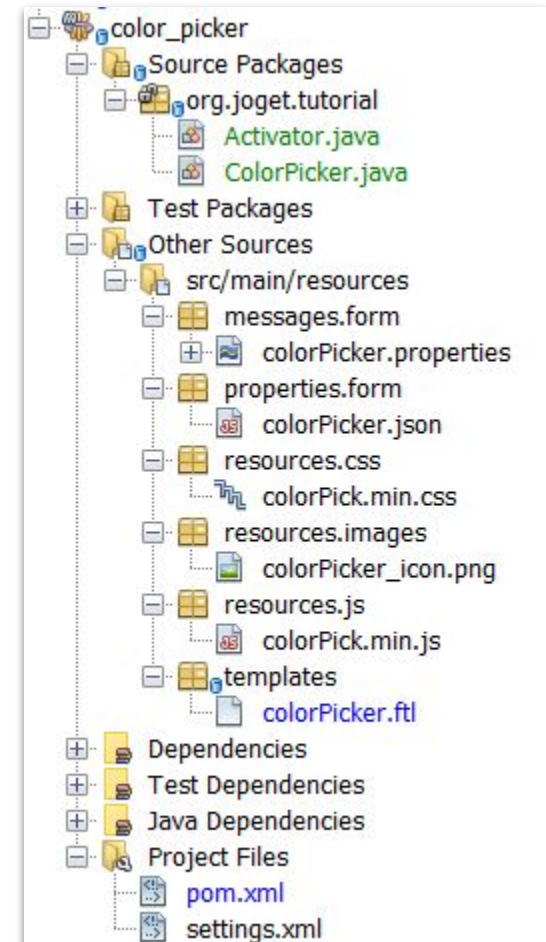 color_picker
Source Packages
org.joget.tutorial
Activator.java
ColorPicker.java
Test Packages
Other Sources
src/main/resources
messages.form
colorPicker.properties
properties.form
colorPicker.json
resources.css
colorPick.min.css
resources.images
colorPicker_icon.png
resources.js
colorPick.min.js
templates
colorPicker.ftl
Dependencies
Test Dependencies
Java Dependencies
Project Files
pom.xml
settings.xml